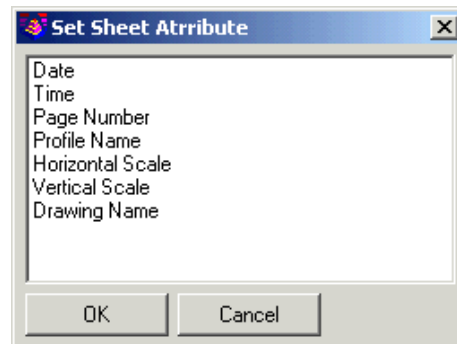 Set Sheet Atrribute
Date
Time
Page Number
Profile Name
Horizontal Scale
Vertical Scale
Drawing Name
OK Cancel